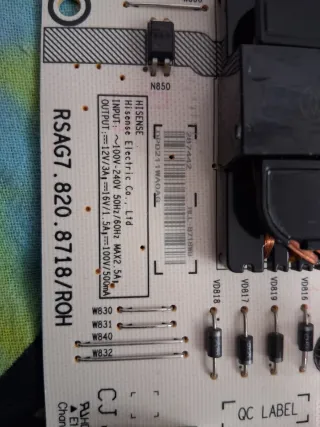 N850
RSAG7.820.8718/ROH
HISENSE
Hisense Electric Co., Ltd
INPUT: ～100V-240V 50Hz/60Hz MAX2.5A
OUTPUT:⎓12V/3A⎓16V/1.5A⎓100V/500mA
W830
W831
W840
W832
VD818
VD817
VD819
VD816
CJ
QC LABEL